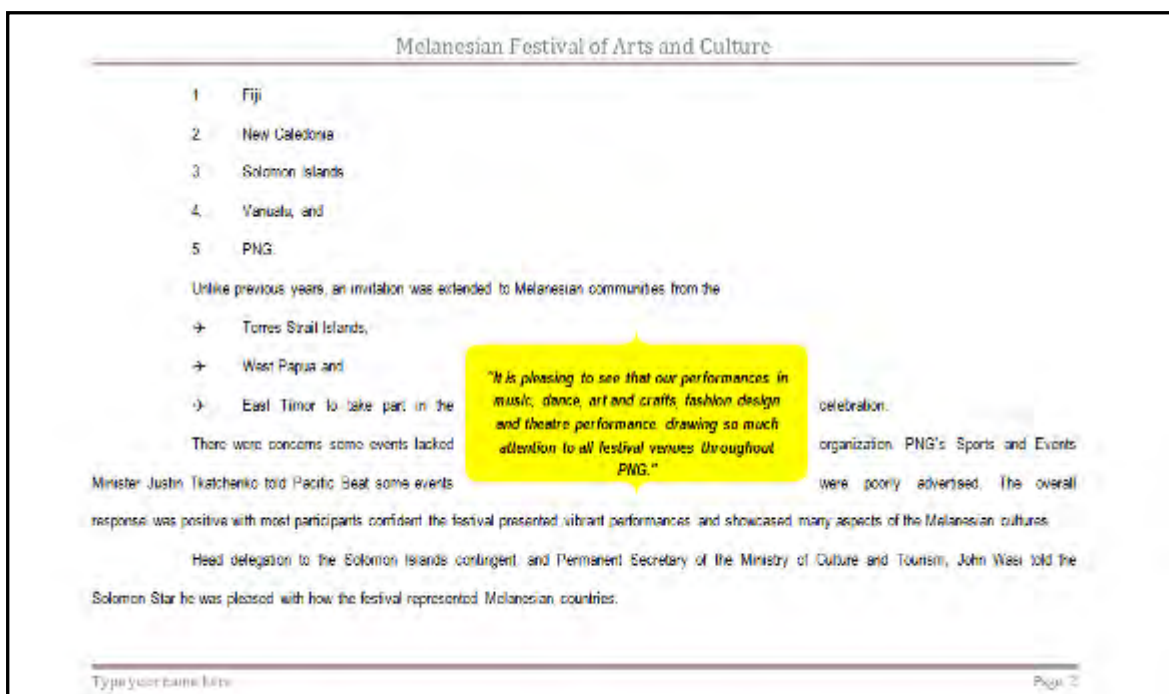 Melanesian Festival of Arts and Culture
1 Fiji
2 New Caledonia
3 Solomon Islands
4. Vanuatu, and
5 PNG.
Unlike previous years, an invitation was extended to Melanesian communities from the
Torres Strait Islands,
West Papua and
East Timor to take part in the celebration.
There were concerns some events lacked organization. PNG's Sports and Events
Minister Justin Tkatchenko told Pacific Beat some events were poorly advertised. The overall
response was positive with most participants confident the festival presented vibrant performances and showcased many aspects of the Melanesian cultures.
"It is pleasing to see that our performances in
music, dance, art and crafts, fashion design
and theatre performance, drawing so much
attention to all festival venues throughout
PNG."
Head delegation to the Solomon Islands contingent, and Permanent Secretary of the Ministry of Culture and Tourism, John Wasi told the
Solomon Star he was pleased with how the festival represented Melanesian countries.
Type your name here Page 2